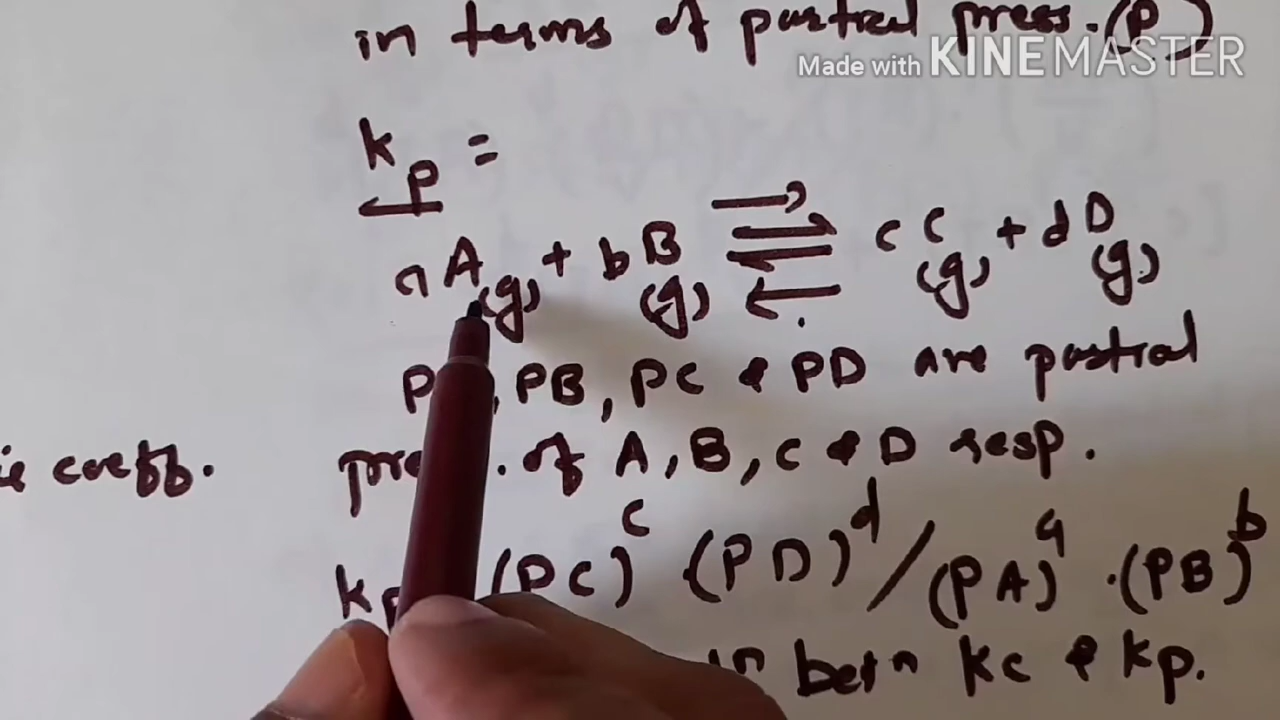 in terms of partial press. (P)
Made with KINEMASTER
kp =
aA(g) + bB(g) ⇌ cC(g) + dD(g)
PB, PC & PD are partial
of A, B, C & D resp.
coeff.
(PC)^c · (PD)^d / (PA)^a · (PB)^b
betn kc & kp.